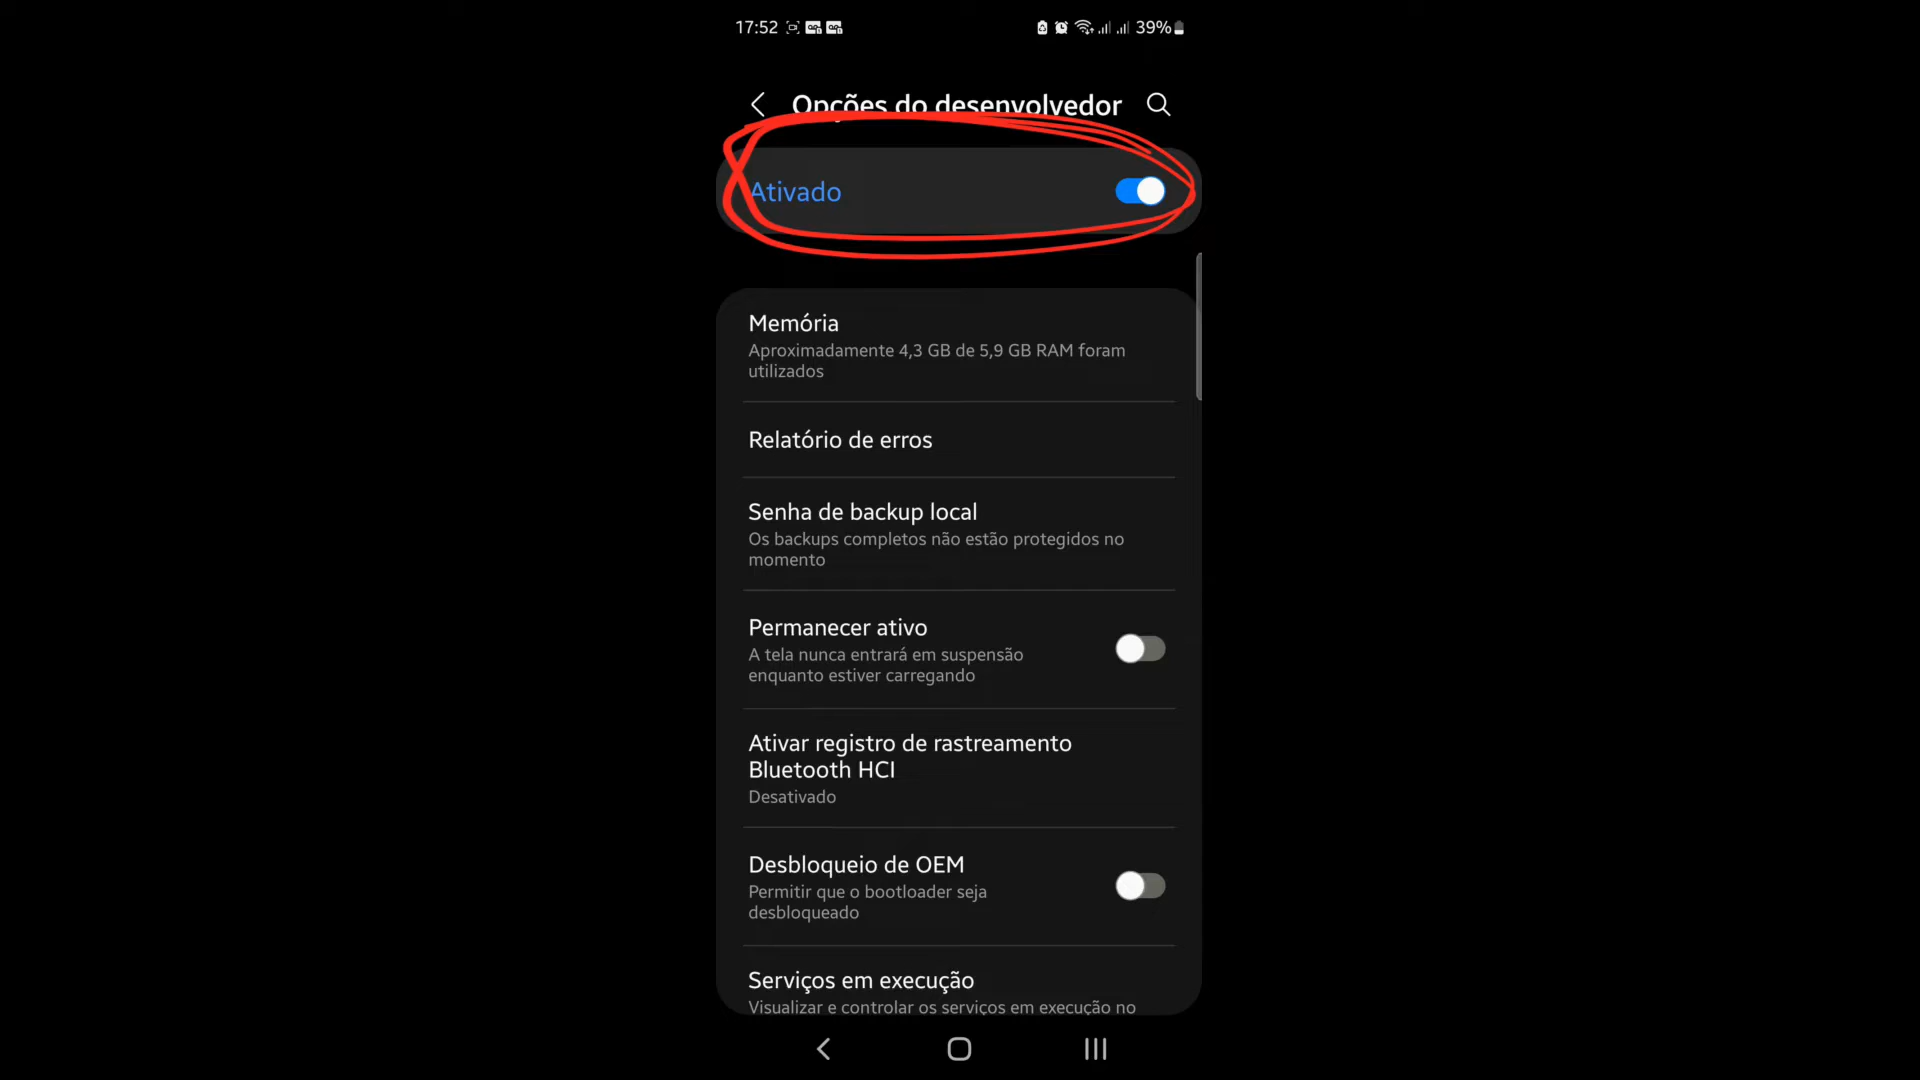 17:52
39%
Opções do desenvolvedor
Ativado
Memória
Aproximadamente 4,3 GB de 5,9 GB RAM foram
utilizados
Relatório de erros
Senha de backup local
Os backups completos não estão protegidos no
momento
Permanecer ativo
A tela nunca entrará em suspensão
enquanto estiver carregando
Ativar registro de rastreamento
Bluetooth HCI
Desativado
Desbloqueio de OEM
Permitir que o bootloader seja
desbloqueado
Serviços em execução
Visualizar e controlar os serviços em execução no